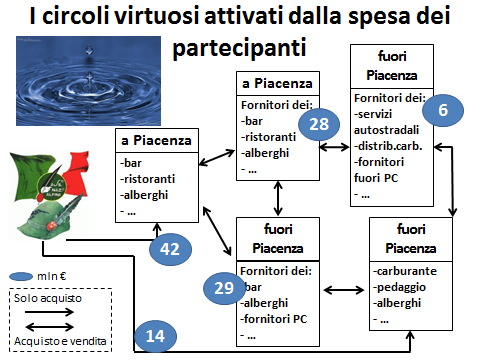 I circoli virtuosi attivati dalla spesa dei
partecipanti
fuori
Piacenza
Fornitori dei:
-servizi
autostradali
-distrib.carb.
-fornitori
fuori PC
- ...
6
a Piacenza
Fornitori dei:
-bar
-ristoranti
-alberghi
- ...
28
a Piacenza
-bar
-ristoranti
-alberghi
- ...
42
fuori
Piacenza
Fornitori dei:
-bar
-alberghi
-fornitori PC
- ...
29
fuori
Piacenza
-carburante
-pedaggio
-alberghi
- ...
14
mln €
Solo acquisto
Acquisto e vendita